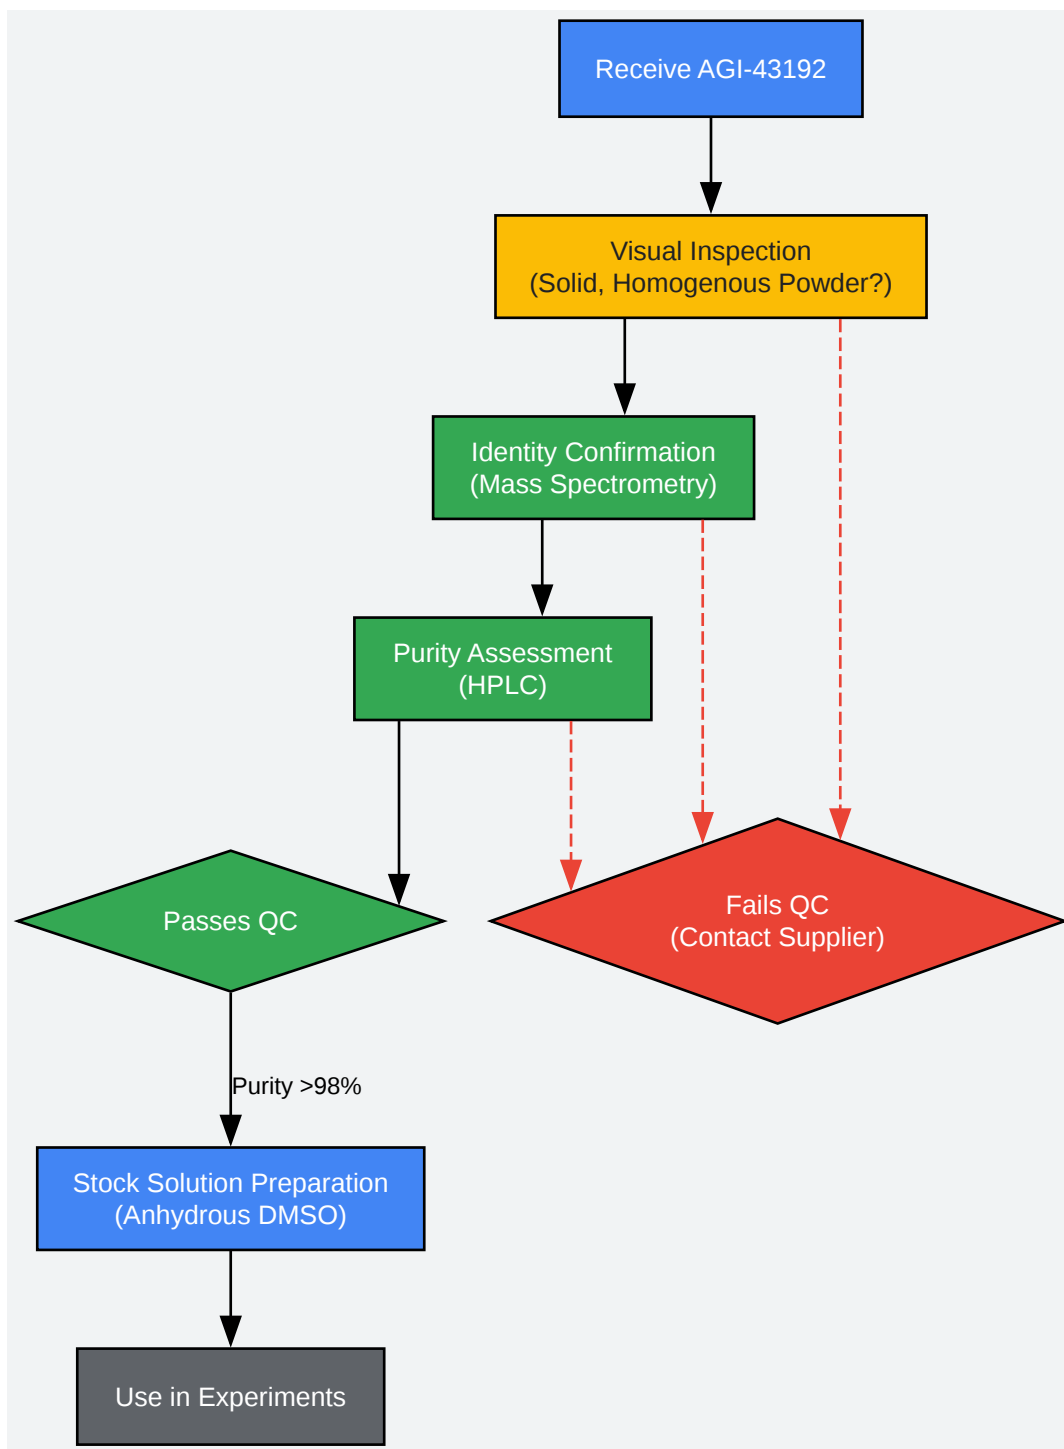 Receive AGI-43192
Visual Inspection
(Solid, Homogenous Powder?)
Identity Confirmation
(Mass Spectrometry)
Purity Assessment
(HPLC)
Passes QC
Fails QC
(Contact Supplier)
Purity >98%
Stock Solution Preparation
(Anhydrous DMSO)
Use in Experiments